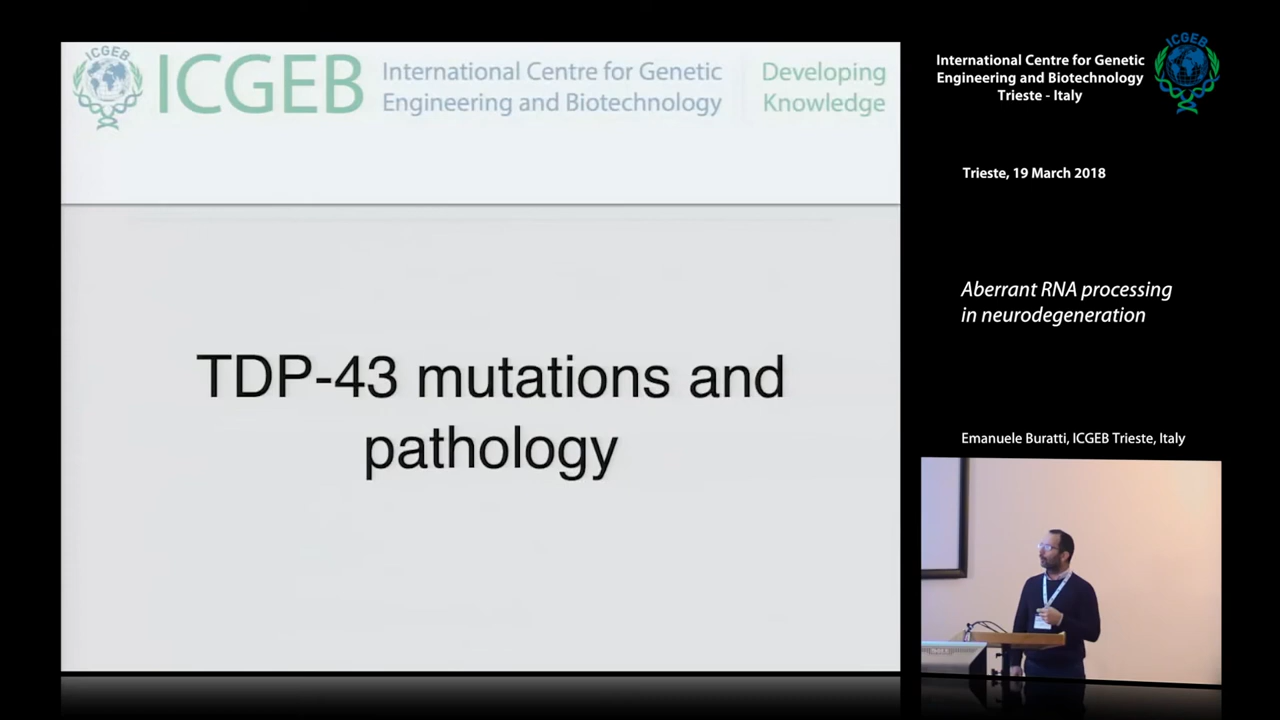 ICGEB
ICGEB
International Centre for Genetic
Engineering and Biotechnology
Developing
Knowledge
TDP-43 mutations and
pathology
International Centre for Genetic
Engineering and Biotechnology
Trieste - Italy
ICGEB
Trieste, 19 March 2018
Aberrant RNA processing
in neurodegeneration
Emanuele Buratti, ICGEB Trieste, Italy